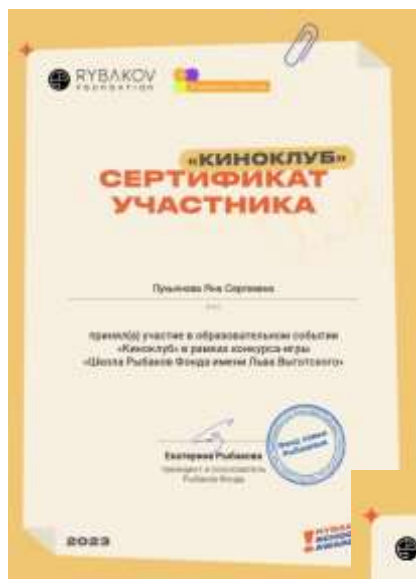 RYBAKOV
FOUNDATION
«КИНОКЛУБ»
СЕРТИФИКАТ
УЧАСТНИКА
Яна Сергеевна
принял(а) участие в образовательном событии
«Киноклуб» в рамках конкурса-игры
«Школа Рыбаков Фонда имени Льва Выготского»
Екатерина Рыбакова
президент и сооснователь
Рыбаков Фонда
2023